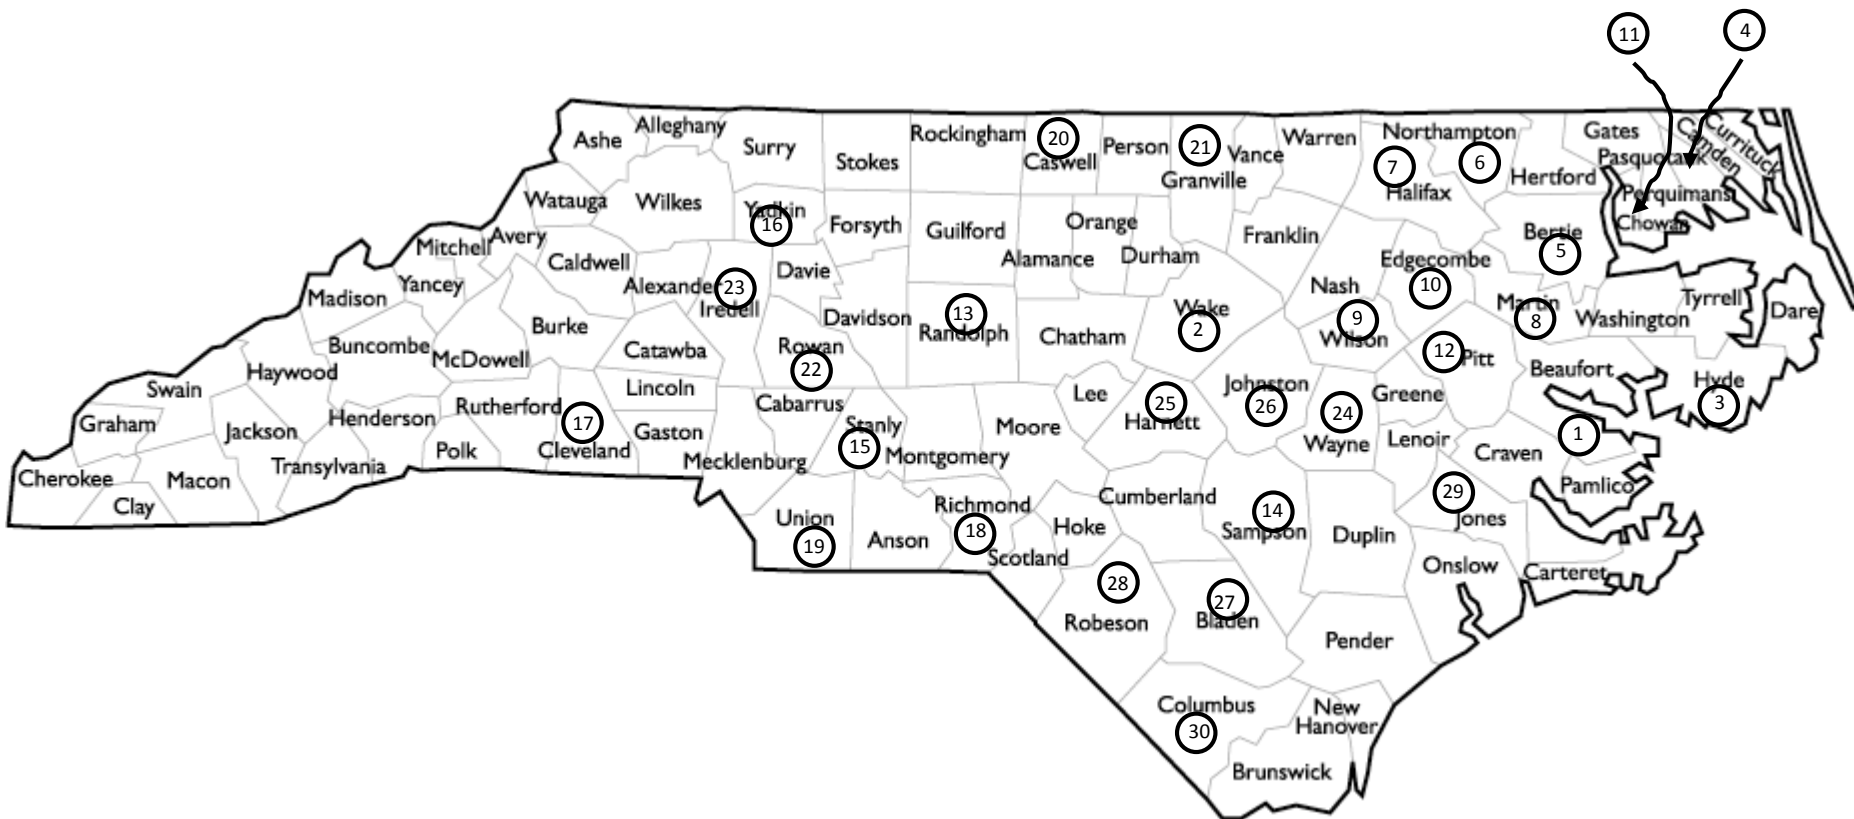 11
4
Ashe
Alleghany
Surry
Stokes
Rockingham
20
Caswell
Person
21
Granville
Vance
Warren
Northampton
7
6
Halifax
Hertford
Gates
Pasquotank
Camden
Currituck
Perquimans
Chowan
Watauga
Wilkes
Yadkin
16
Forsyth
Guilford
Alamance
Orange
Durham
Franklin
Bertie
5
Mitchell
Avery
Caldwell
Alexander
23
Iredell
Davie
Edgecombe
10
Nash
Madison
Yancey
Burke
Davidson
13
Randolph
Chatham
Wake
2
9
Wilson
Martin
8
Washington
Tyrrell
Dare
Buncombe
McDowell
Catawba
Rowan
22
12
Pitt
Beaufort
Haywood
Swain
Lincoln
Lee
Johnston
26
Greene
Hyde
3
Graham
Jackson
Henderson
Rutherford
17
Cleveland
Gaston
Cabarrus
Stanly
15
Moore
25
Harnett
24
Wayne
Lenoir
Craven
1
Cherokee
Clay
Macon
Transylvania
Polk
Mecklenburg
Montgomery
Pamlico
Union
19
Anson
Richmond
18
Scotland
Hoke
Cumberland
14
Sampson
Duplin
29
Jones
Onslow
Carteret
28
Robeson
27
Bladen
Pender
Columbus
30
New
Hanover
Brunswick